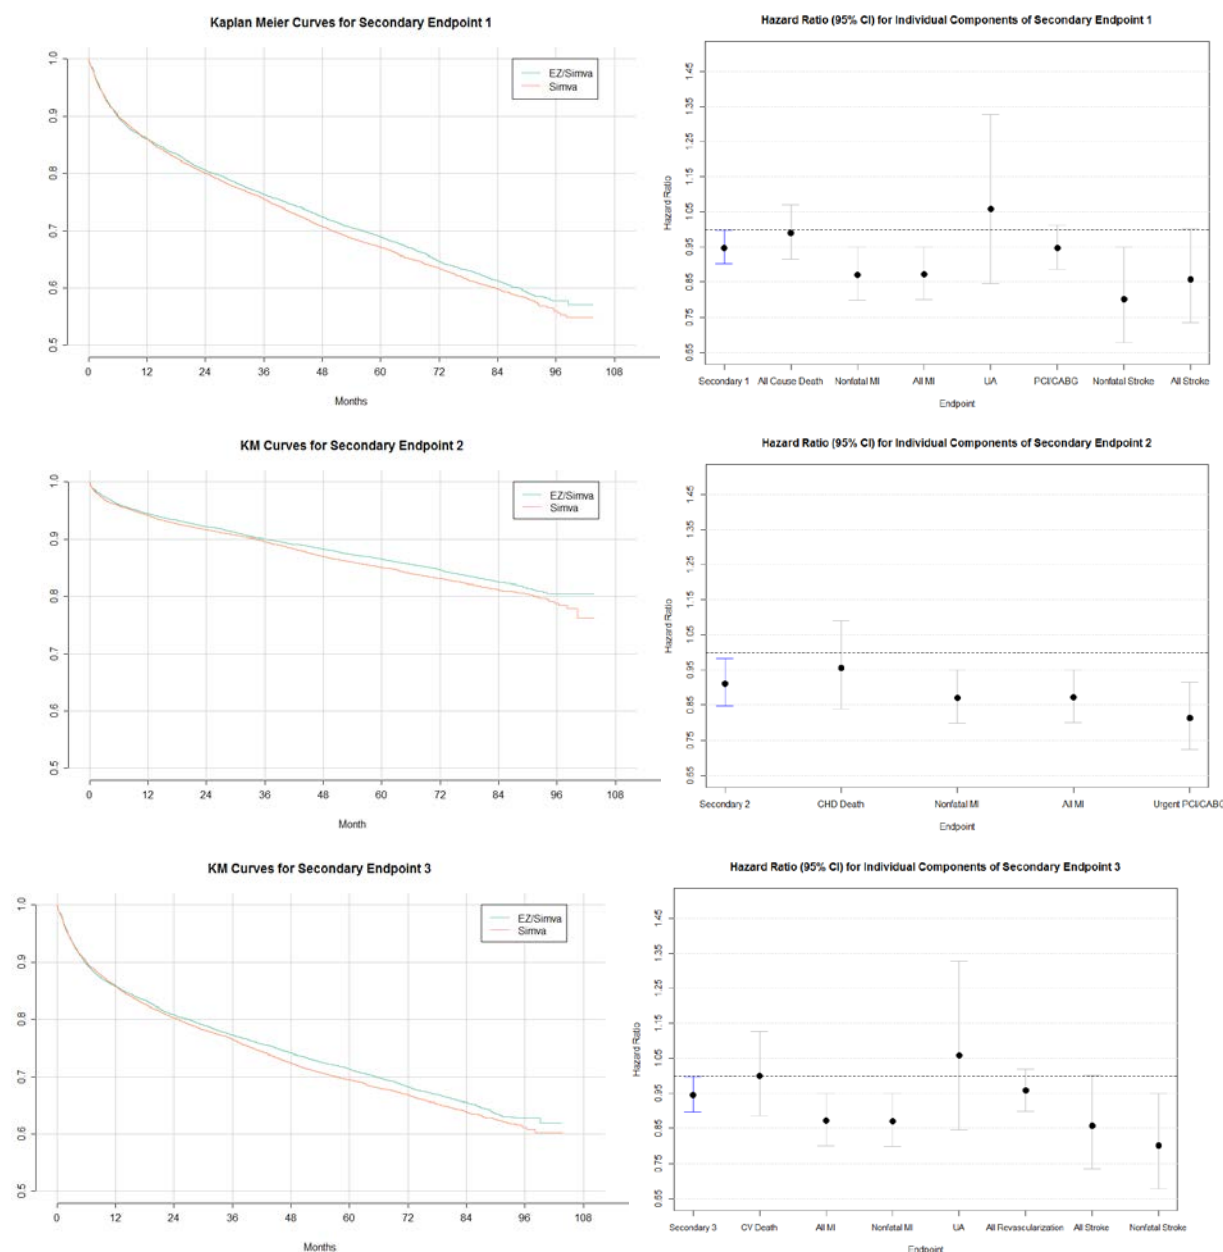 Kaplan Meier Curves for Secondary Endpoint 1
1.0
0.9
0.8
0.7
0.6
0.5
EZ/Simva
Simva
0 12 24 36 48 60 72 84 96 108
Months
Hazard Ratio (95% CI) for Individual Components of Secondary Endpoint 1
Hazard Ratio
1.45
1.35
1.25
1.15
1.05
0.95
0.85
0.75
0.65
Secondary 1 All Cause Death Nonfatal MI All MI UA PCI/CABG Nonfatal Stroke All Stroke
Endpoint
KM Curves for Secondary Endpoint 2
1.0
0.9
0.8
0.7
0.6
0.5
EZ/Simva
Simva
0 12 24 36 48 60 72 84 96 108
Month
Hazard Ratio (95% CI) for Individual Components of Secondary Endpoint 2
Hazard Ratio
1.45
1.35
1.25
1.15
1.05
0.95
0.85
0.75
0.65
Secondary 2 CHD Death Nonfatal MI All MI Urgent PCI/CABG
Endpoint
KM Curves for Secondary Endpoint 3
1.0
0.9
0.8
0.7
0.6
0.5
EZ/Simva
Simva
0 12 24 36 48 60 72 84 96 108
Months
Hazard Ratio (95% CI) for Individual Components of Secondary Endpoint 3
Hazard Ratio
1.45
1.35
1.25
1.15
1.05
0.95
0.85
0.75
0.65
Secondary 3 CV Death All MI Nonfatal MI UA All Revascularization All Stroke Nonfatal Stroke
Endpoint